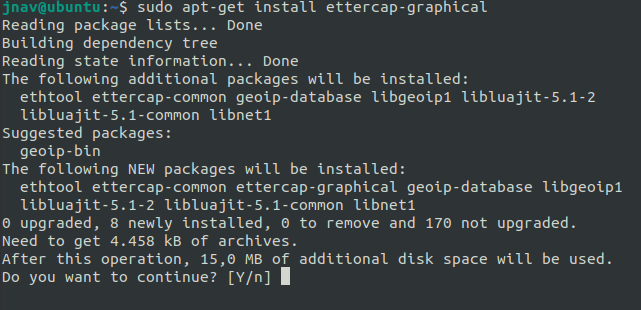 jnav@ubuntu:~$ sudo apt-get install ettercap-graphical
Reading package lists... Done
Building dependency tree
Reading state information... Done
The following additional packages will be installed:
  ethtool ettercap-common geoip-database libgeoip1 libluajit-5.1-2
  libluajit-5.1-common libnet1
Suggested packages:
  geoip-bin
The following NEW packages will be installed:
  ethtool ettercap-common ettercap-graphical geoip-database libgeoip1
  libluajit-5.1-2 libluajit-5.1-common libnet1
0 upgraded, 8 newly installed, 0 to remove and 170 not upgraded.
Need to get 4.458 kB of archives.
After this operation, 15,0 MB of additional disk space will be used.
Do you want to continue? [Y/n]